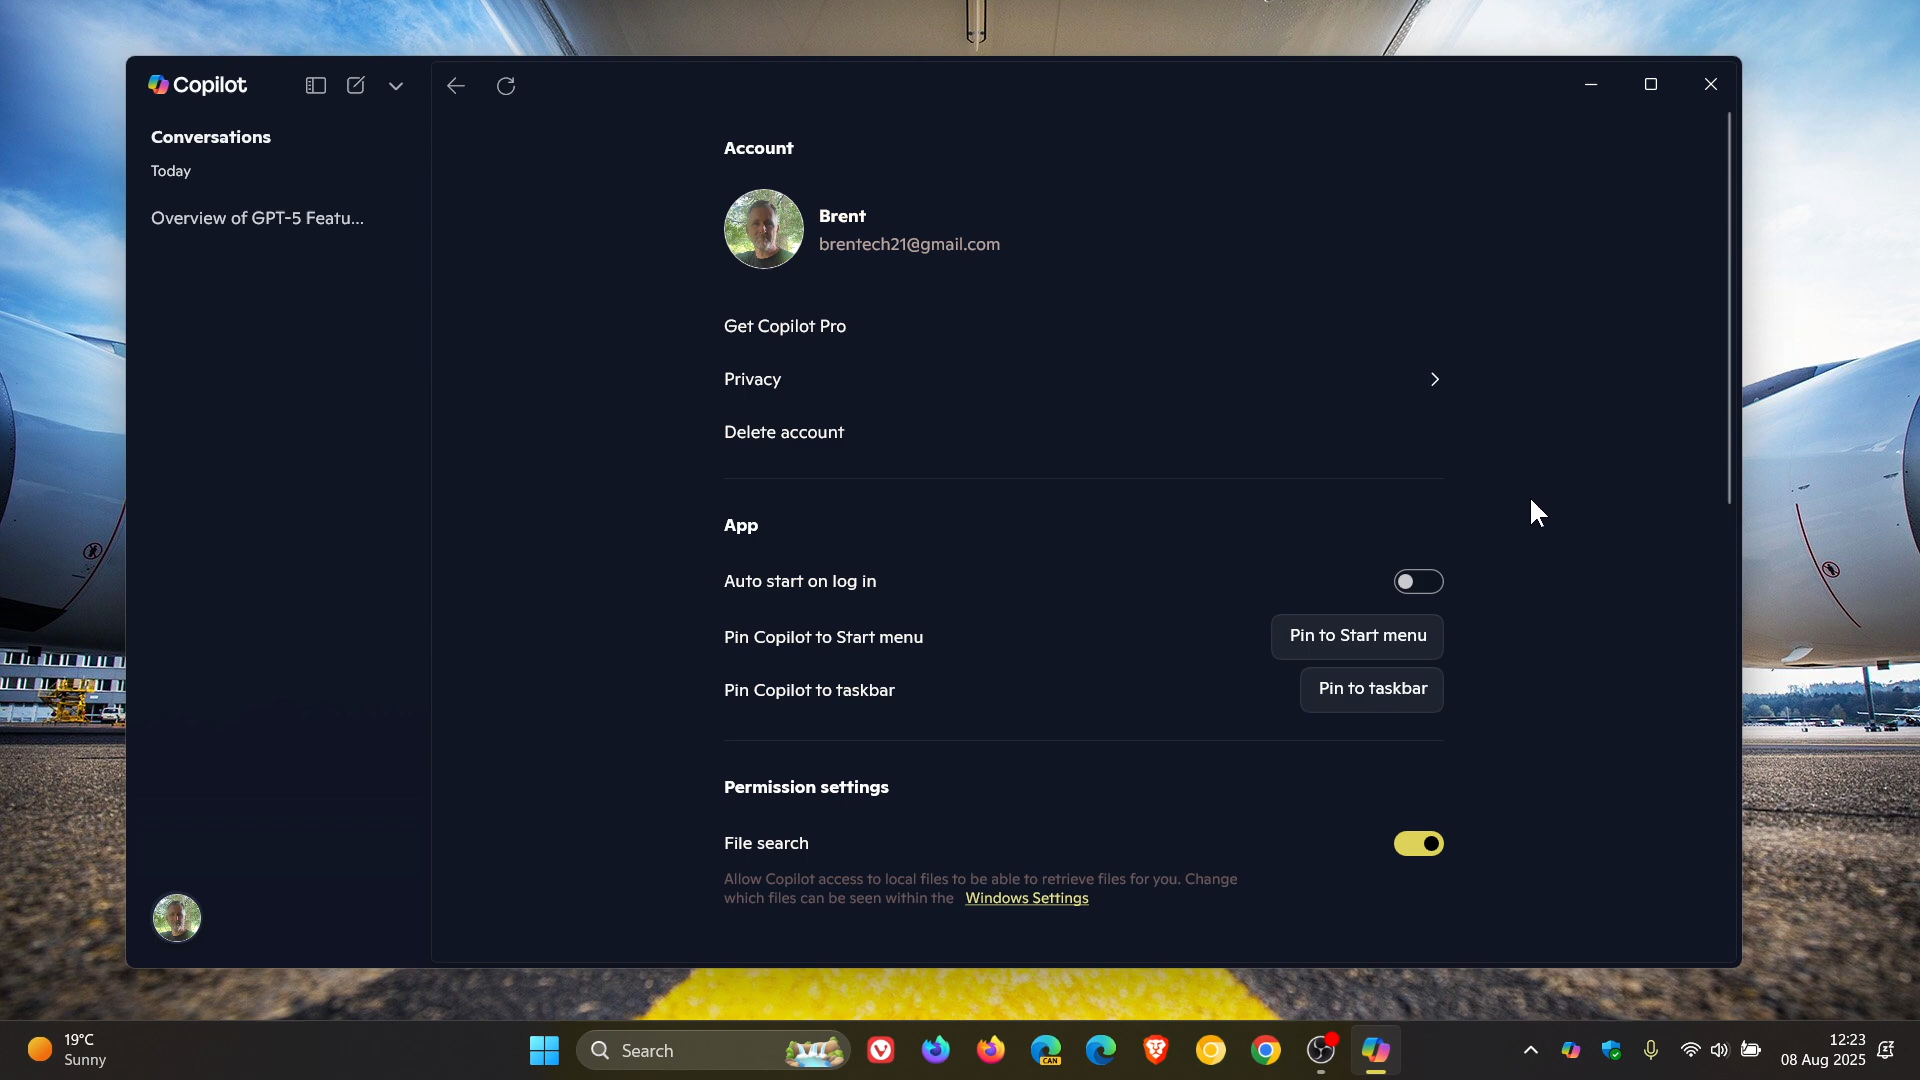 Copilot
Conversations
Today
Overview of GPT-5 Featu...
Account
Brent
brentech21@gmail.com
Get Copilot Pro
Privacy
Delete account
App
Auto start on log in
Pin Copilot to Start menu
Pin to Start menu
Pin Copilot to taskbar
Pin to taskbar
Permission settings
File search
Allow Copilot access to local files to be able to retrieve files for you. Change
which files can be seen within the Windows Settings
19°C
Sunny
Search
CAN
12:23
08 Aug 2025